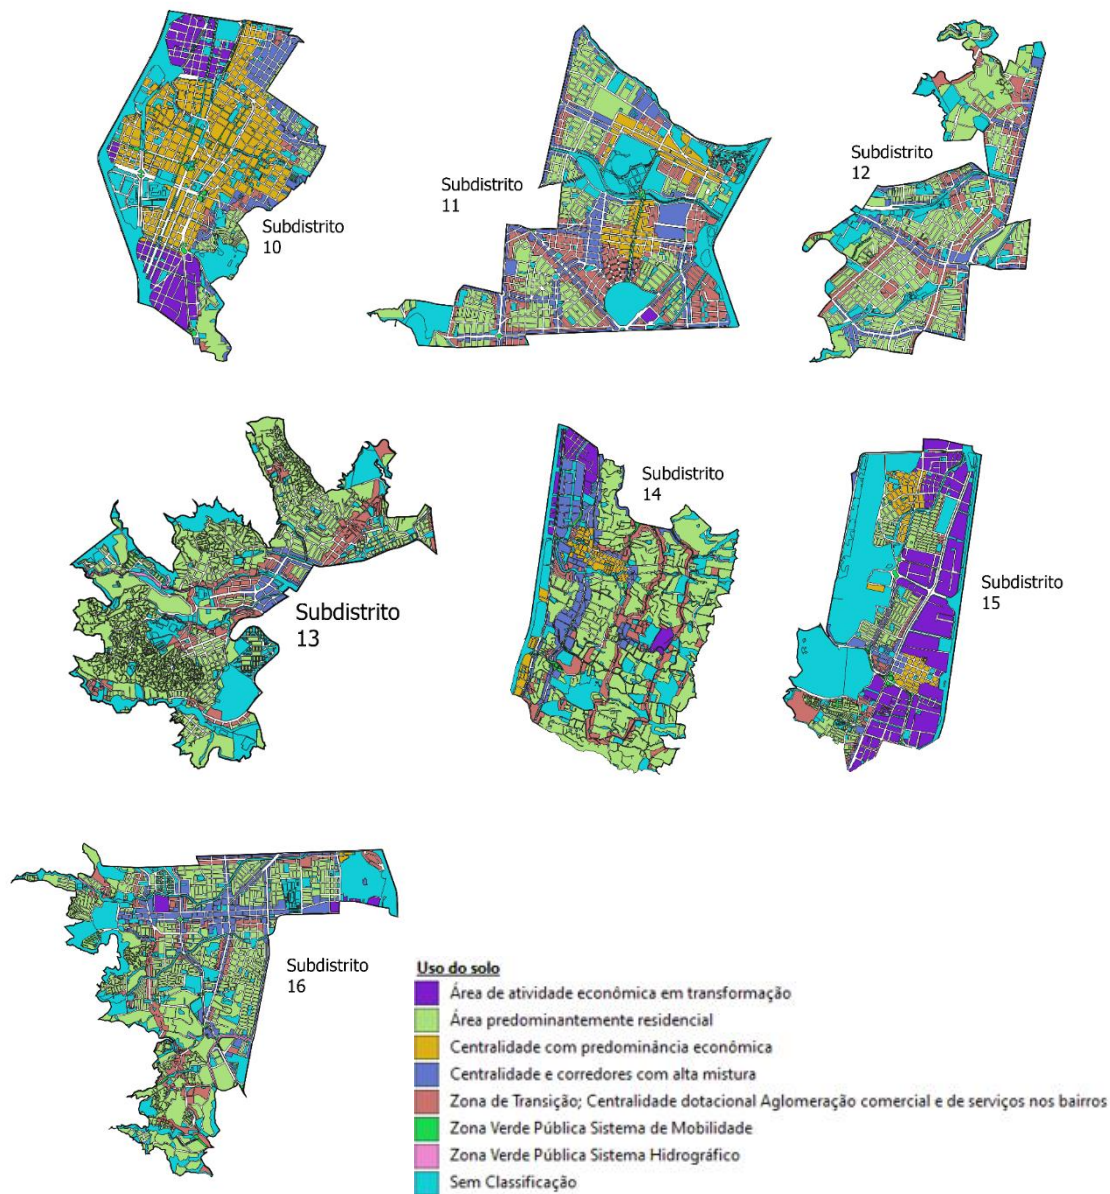 Subdistrito
10
Subdistrito
11
Subdistrito
12
Subdistrito
13
Subdistrito
14
Subdistrito
15
Subdistrito
16
Uso do solo
Área de atividade econômica em transformação
Área predominantemente residencial
Centralidade com predominância econômica
Centralidade e corredores com alta mistura
Zona de Transição; Centralidade dotacional Aglomeração comercial e de serviços nos bairros
Zona Verde Pública Sistema de Mobilidade
Zona Verde Pública Sistema Hidrográfico
Sem Classificação